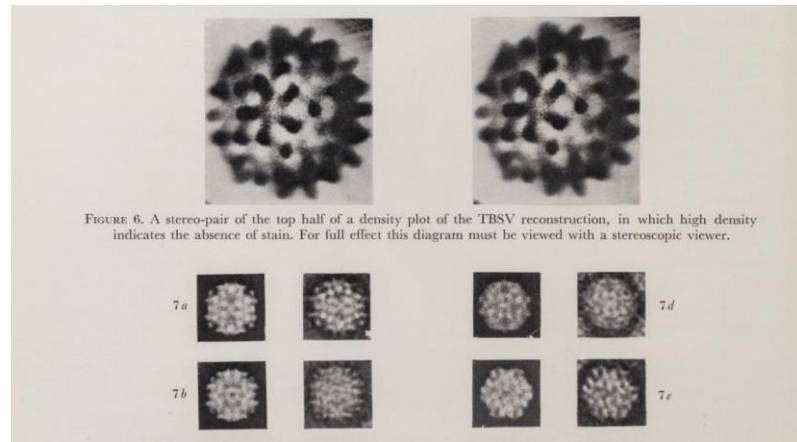 FIGURE 6. A stereo-pair of the top half of a density plot of the TBSV reconstruction, in which high density
indicates the absence of stain. For full effect this diagram must be viewed with a stereoscopic viewer.
7a
7d
7b
7e